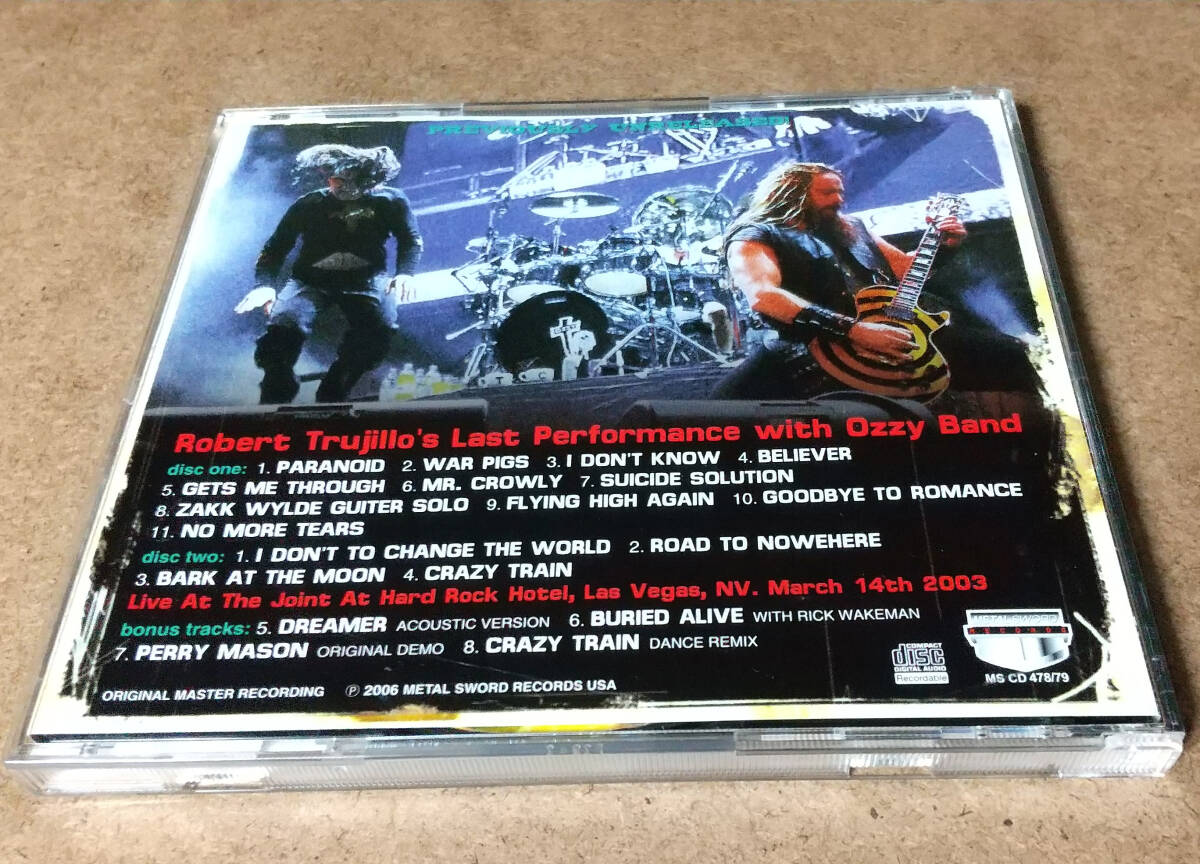 PREVIOUSLY UNRELEASED!
Robert Trujillo's Last Performance with Ozzy Band
disc one: 1. PARANOID 2. WAR PIGS 3. I DON'T KNOW 4. BELIEVER
5. GETS ME THROUGH 6. MR. CROWLY 7. SUICIDE SOLUTION
8. ZAKK WYLDE GUITER SOLO 9. FLYING HIGH AGAIN 10. GOODBYE TO ROMANCE
11. NO MORE TEARS
disc two: 1. I DON'T TO CHANGE THE WORLD 2. ROAD TO NOWEHERE
3. BARK AT THE MOON 4. CRAZY TRAIN
Live At The Joint At Hard Rock Hotel, Las Vegas, NV. March 14th 2003
bonus tracks: 5. DREAMER ACOUSTIC VERSION 6. BURIED ALIVE WITH RICK WAKEMAN
7. PERRY MASON ORIGINAL DEMO 8. CRAZY TRAIN DANCE REMIX
METAL SWORD
RECORDS
COMPACT
disc
DIGITAL AUDIO
Recordable
MS CD 478/79
ORIGINAL MASTER RECORDING ℗ 2006 METAL SWORD RECORDS USA